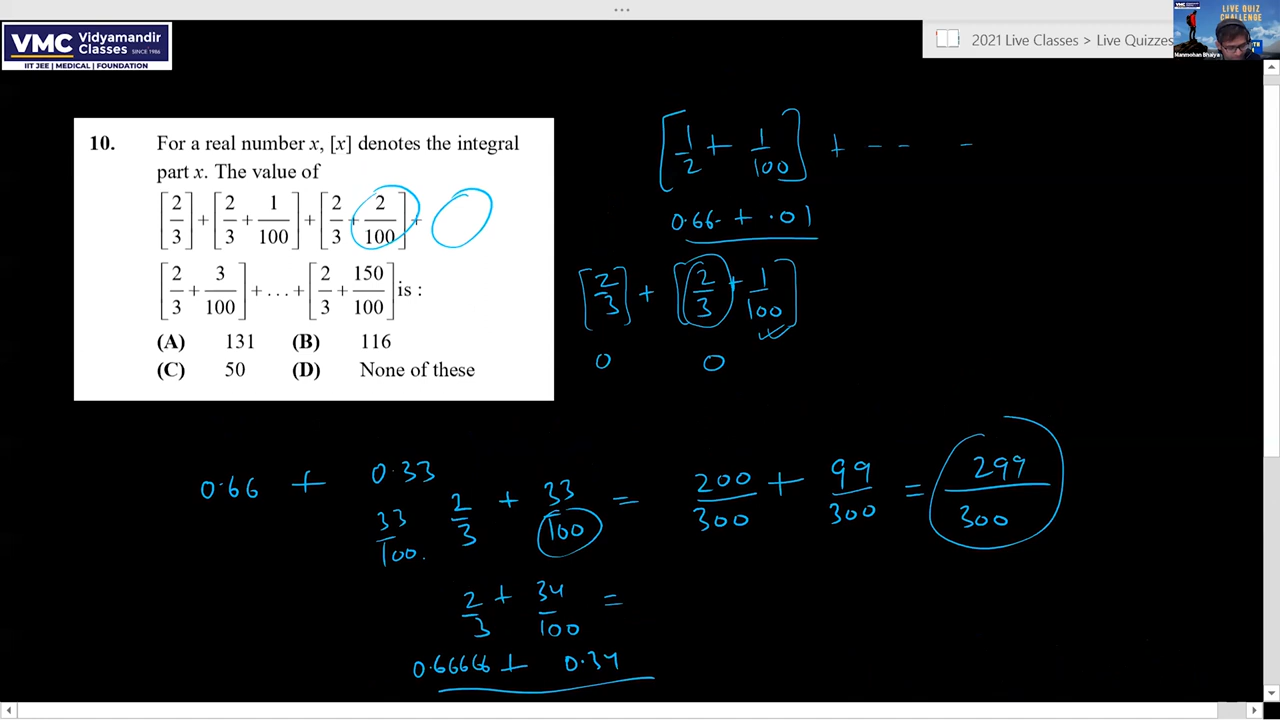 ...
VMC Vidyamandir Classes SINCE 1986
IIT JEE | MEDICAL | FOUNDATION
2021 Live Classes > Live Quizzes
LIVE QUIZ
CHALLENGE
Manmohan Bhaiya
10. For a real number x, [x] denotes the integral
part x. The value of
[2/3] + [2/3 + 1/100] + [2/3 + 2/100] +
[2/3 + 3/100] + ... + [2/3 + 150/100] is :
(A) 131 (B) 116
(C) 50 (D) None of these
[1/2 + 1/100] + -- -
0.66 + .01
[2/3] + [2/3 + 1/100]
0 0
0.66 + 0.33
33/100.
2/3 + 33/100 = 200/300 + 99/300 = 299/300
2/3 + 34/100 =
0.66666 + 0.34